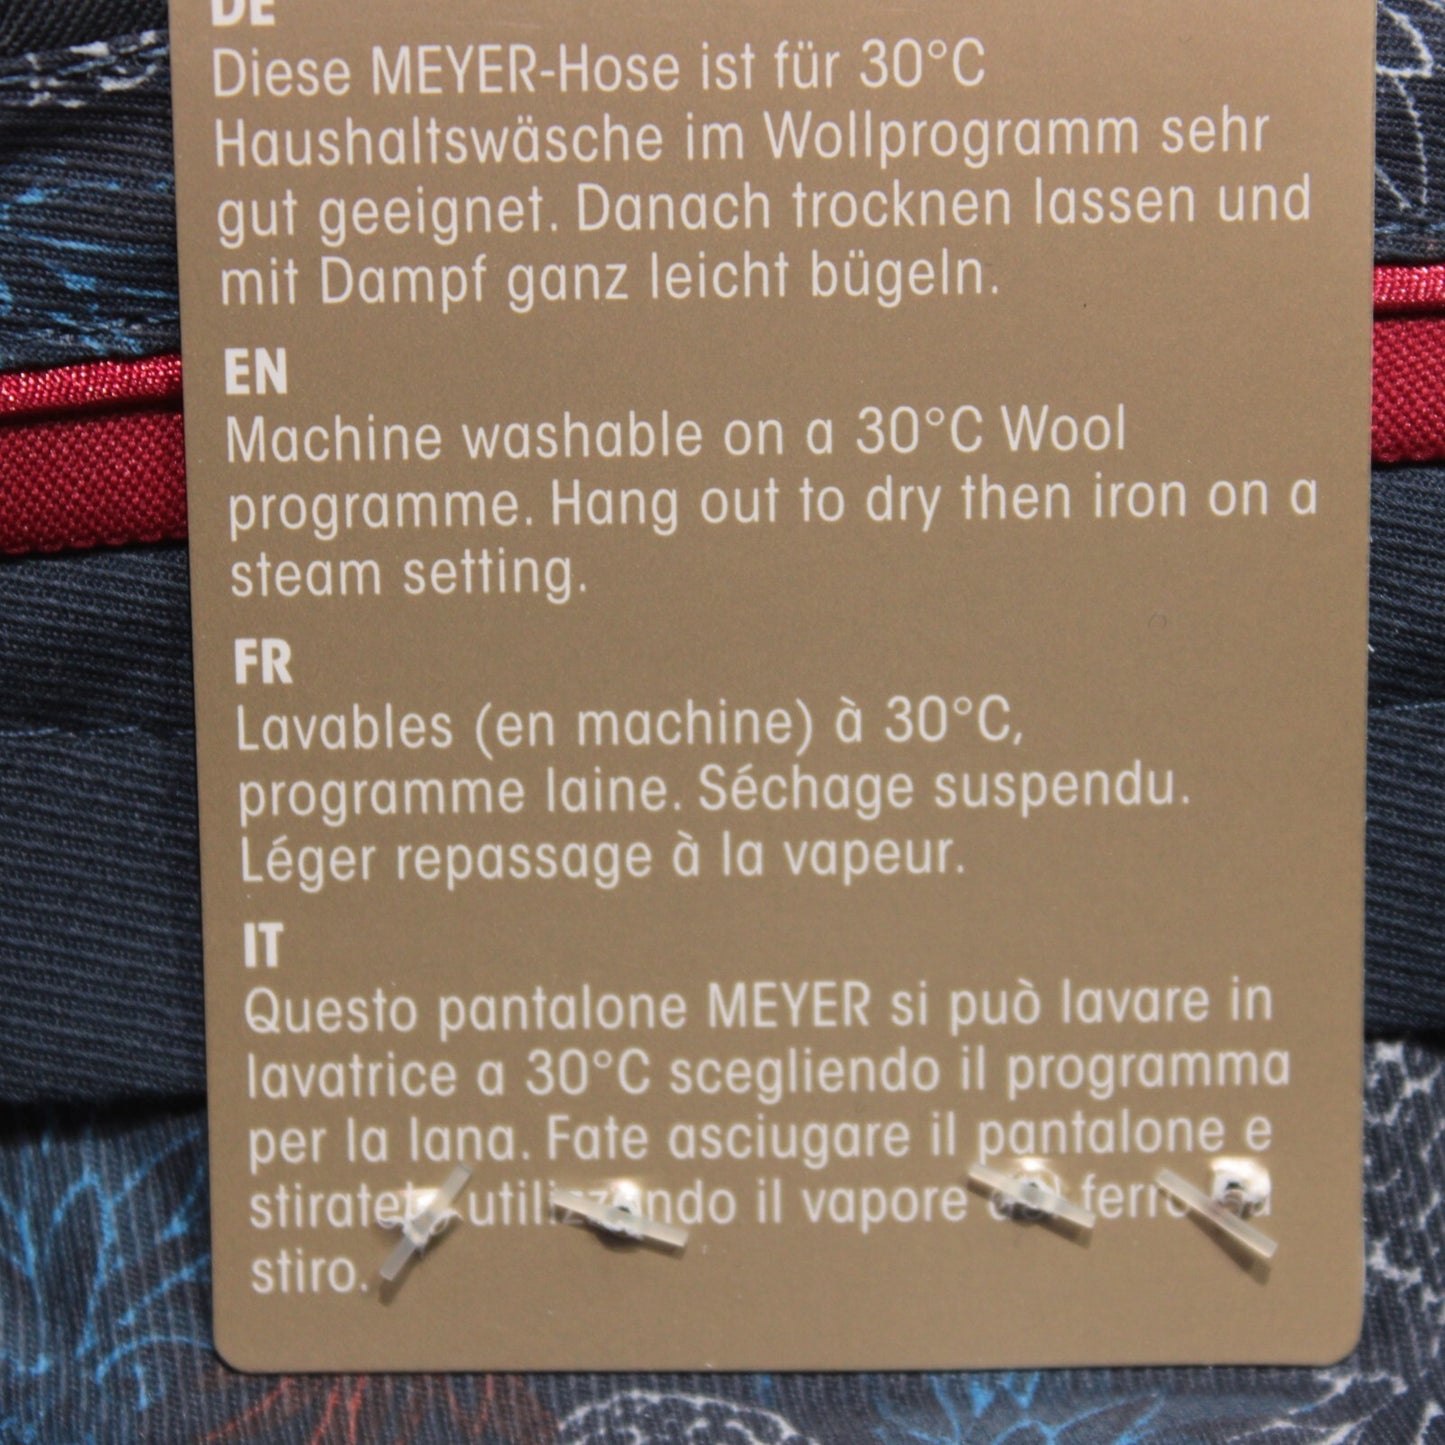 DE
Diese MEYER-Hose ist für 30°C
Haushaltswäsche im Wollprogramm sehr
gut geeignet. Danach trocknen lassen und
mit Dampf ganz leicht bügeln.
EN
Machine washable on a 30°C Wool
programme. Hang out to dry then iron on a
steam setting.
FR
Lavables (en machine) à 30°C,
programme laine. Séchage suspendu.
Léger repassage à la vapeur.
IT
Questo pantalone MEYER si può lavare in
lavatrice a 30°C scegliendo il programma
per la lana. Fate asciugare il pantalone e
utilizzando il vapore ferro
stiro.